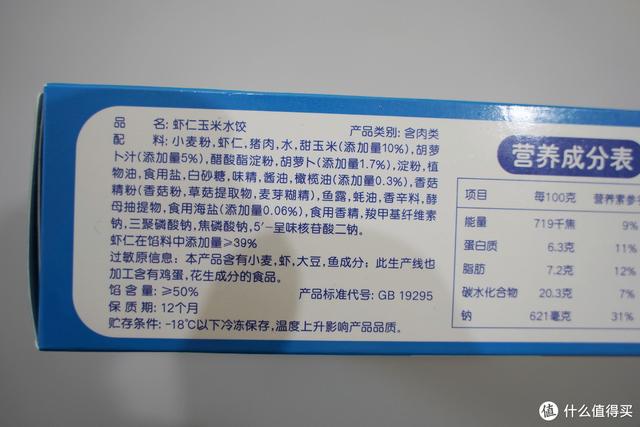 品 名: 虾仁玉米水饺 产品类别: 含肉类
配 料: 小麦粉, 虾仁, 猪肉, 水, 甜玉米(添加量10%), 胡萝
卜汁(添加量5%), 醋酸酯淀粉, 胡萝卜(添加量1.7%), 淀粉, 植
物油, 食用盐, 白砂糖, 味精, 酱油, 橄榄油(添加量0.3%), 香菇
精粉(香菇粉, 草菇提取物, 麦芽糊精), 鱼露, 蚝油, 香辛料, 酵
母抽提物, 食用海盐(添加量0.06%), 食用香精, 羧甲基纤维素
钠, 三聚磷酸钠, 焦磷酸钠, 5′-呈味核苷酸二钠。
虾仁在馅料中添加量≥39%
过敏原信息: 本产品含有小麦, 虾, 大豆, 鱼成分; 此生产线也
加工含有鸡蛋, 花生成分的食品。
馅 含 量: ≥50% 产品标准代号: GB 19295
保 质 期: 12个月
贮存条件: -18℃以下冷冻保存, 温度上升影响产品品质。
营养成分表
项目 每100克 营养素参
能量 719千焦 9%
蛋白质 6.3克 11%
脂肪 7.2克 12%
碳水化合物 20.3克 7%
钠 621毫克 31%
值 什么值得买